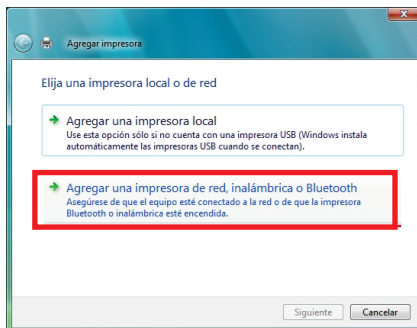 Agregar impresora
Elija una impresora local o de red
Agregar una impresora local
Use esta opción sólo si no cuenta con una impresora USB (Windows instala
automáticamente las impresoras USB cuando se conectan).
Agregar una impresora de red, inalámbrica o Bluetooth
Asegúrese de que el equipo esté conectado a la red o de que la impresora
Bluetooth o inalámbrica esté encendida.
Siguiente
Cancelar